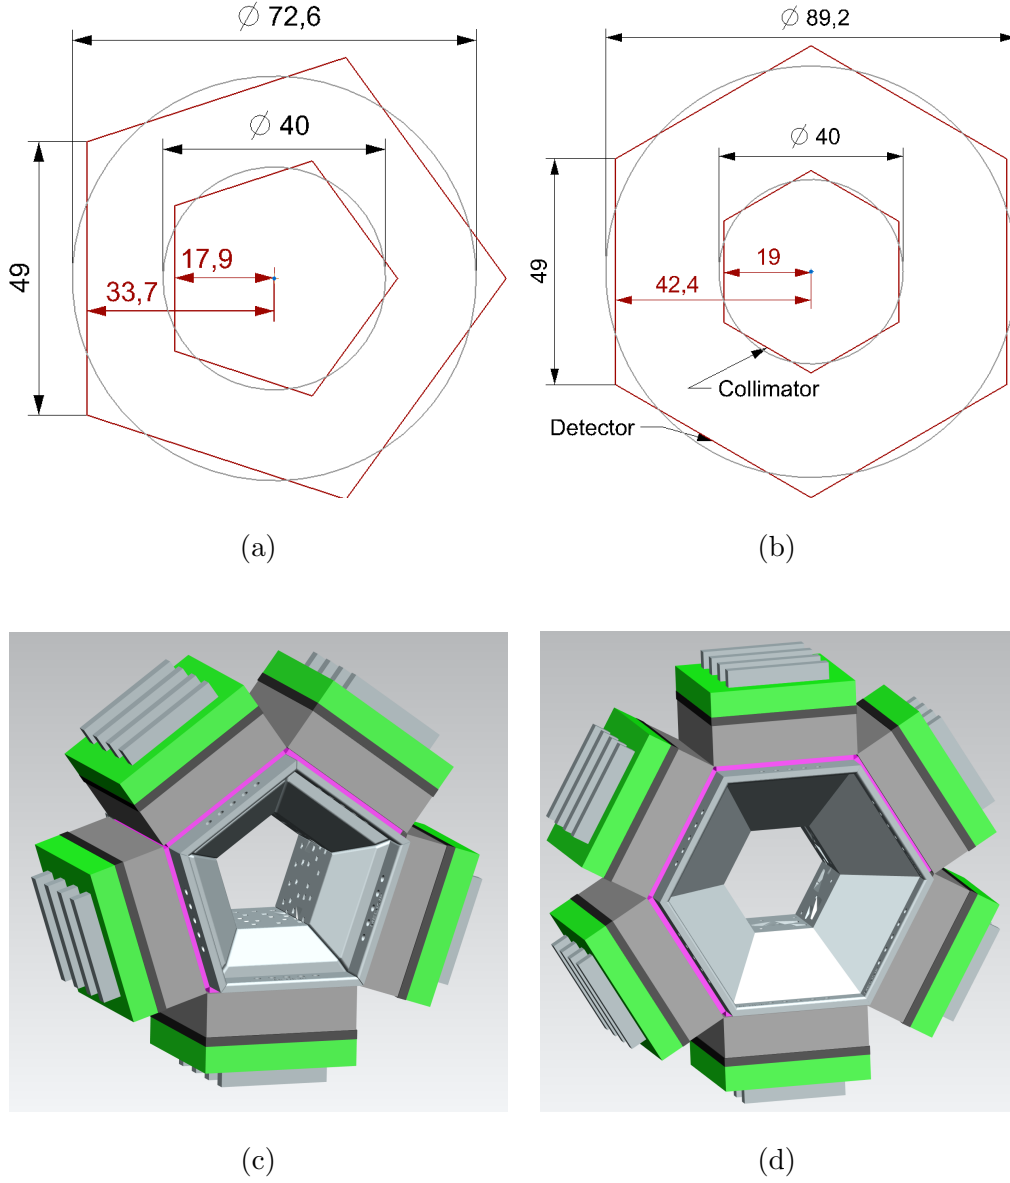 ∅ 72,6
∅ 40
49
17,9
33,7
(a)
∅ 89,2
∅ 40
49
19
42,4
Collimator
Detector
(b)
(c)
(d)